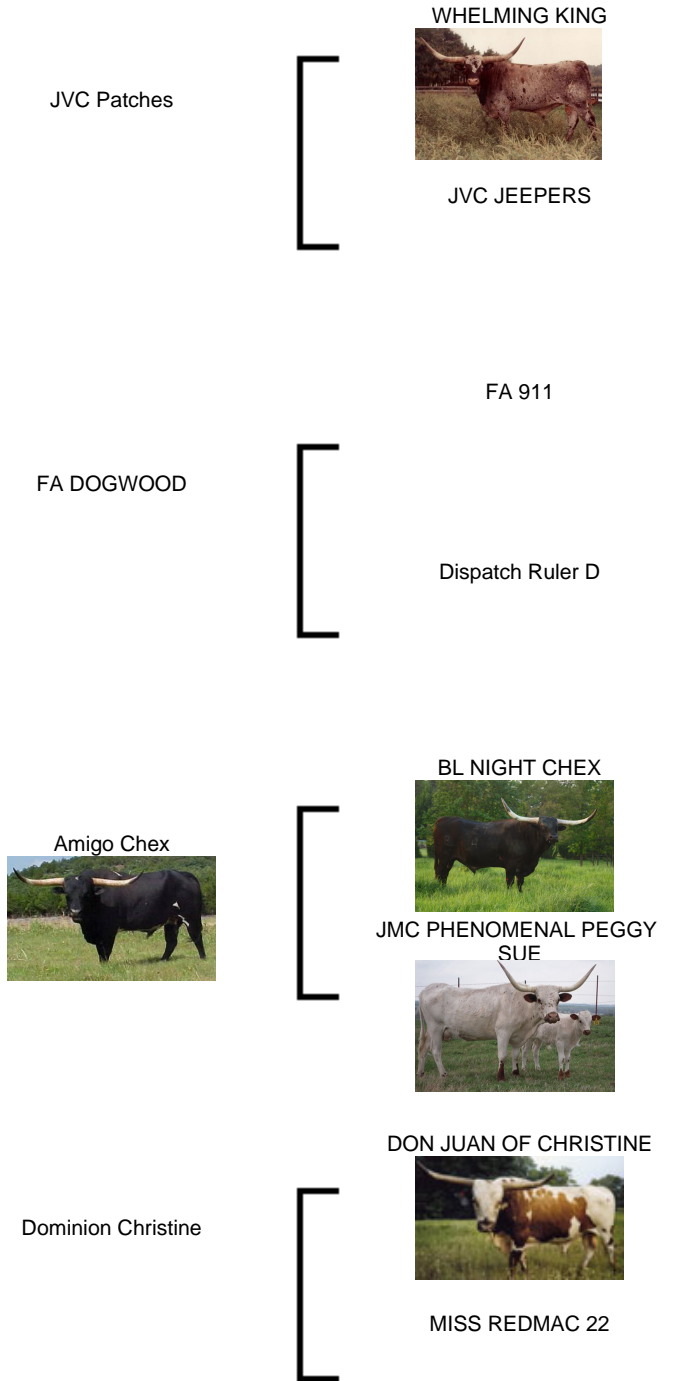 WHELMING KING
JVC Patches
JVC JEEPERS
FA 911
FA DOGWOOD
Dispatch Ruler D
BL NIGHT CHEX
Amigo Chex
JMC PHENOMENAL PEGGY
SUE
DON JUAN OF CHRISTINE
Dominion Christine
MISS REDMAC 22